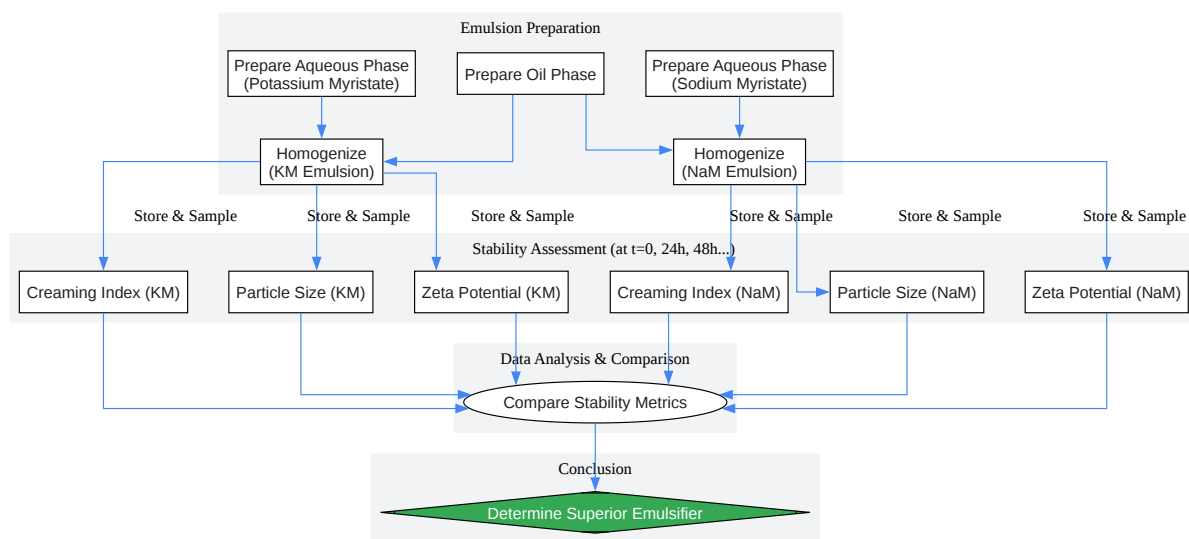 Emulsion Preparation
Prepare Aqueous Phase
(Potassium Myristate)
Prepare Oil Phase
Prepare Aqueous Phase
(Sodium Myristate)
Homogenize
(KM Emulsion)
Homogenize
(NaM Emulsion)
Store & Sample
Store & Sample
Store & Sample
Store & Sample
Store & Sample
Store & Sample
Stability Assessment (at t=0, 24h, 48h...)
Creaming Index (KM)
Particle Size (KM)
Zeta Potential (KM)
Creaming Index (NaM)
Particle Size (NaM)
Zeta Potential (NaM)
Data Analysis & Comparison
Compare Stability Metrics
Conclusion
Determine Superior Emulsifier